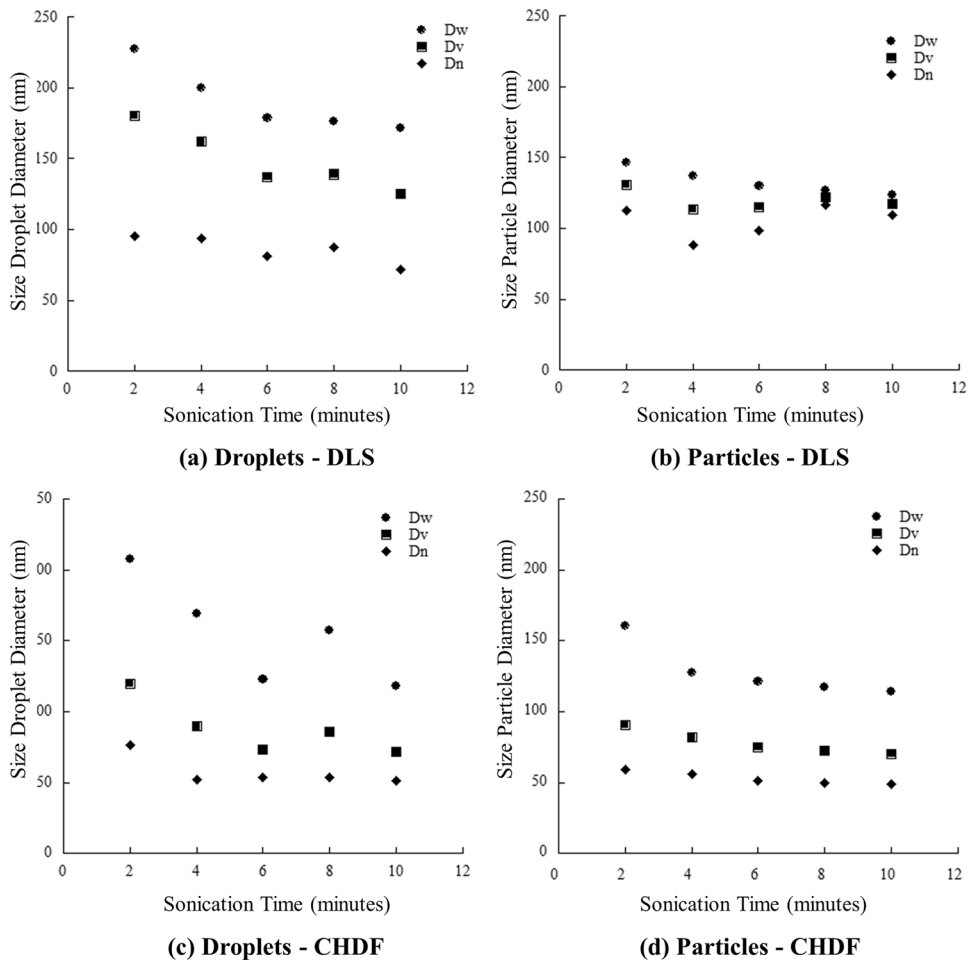 250
200
150
100
50
0
Size Droplet Diameter (nm)
Dw
Dv
Dn
0 2 4 6 8 10 12
Sonication Time (minutes)
(a) Droplets - DLS
250
200
150
100
50
0
Size Particle Diameter (nm)
Dw
Dv
Dn
0 2 4 6 8 10 12
Sonication Time (minutes)
(b) Particles - DLS
50
00
50
00
50
0
Size Droplet Diameter (nm)
Dw
Dv
Dn
0 2 4 6 8 10 12
Sonication Time (minutes)
(c) Droplets - CHDF
250
200
150
100
50
0
Size Particle Diameter (nm)
Dw
Dv
Dn
0 2 4 6 8 10 12
Sonication Time (minutes)
(d) Particles - CHDF